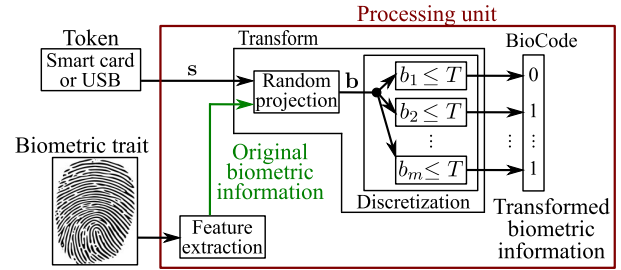 Processing unit
Token
Smart card
or USB
s
Transform
Random
projection
b
b1 ≤ T
b2 ≤ T
⋮
bm ≤ T
Discretization
BioCode
0
1
⋮ ⋮
1
Original
biometric
information
Biometric trait
Feature
extraction
Transformed
biometric
information